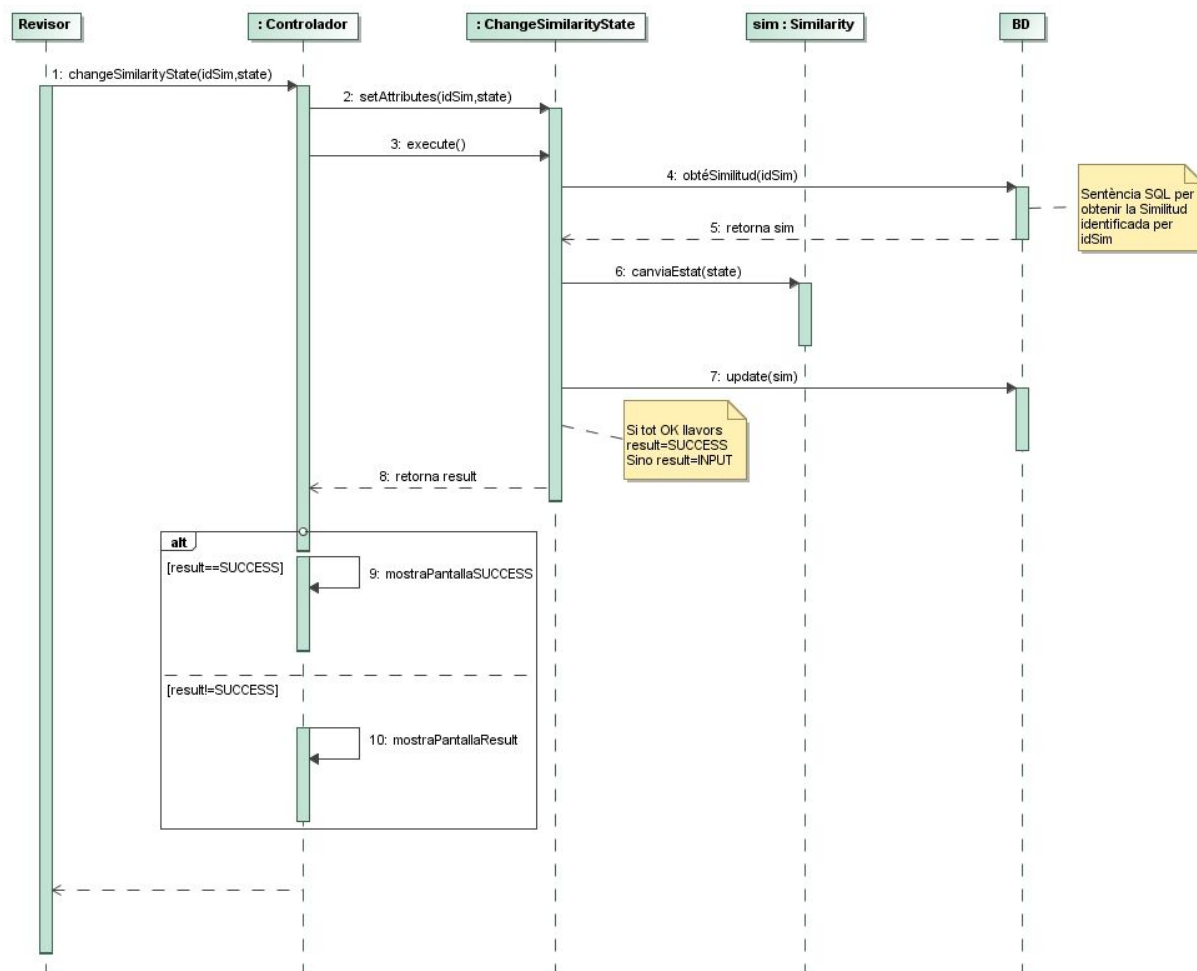 Revisor
: Controlador
: ChangeSimilarityState
sim : Similarity
BD
1: changeSimilarityState(idSim,state)
2: setAttributes(idSim,state)
3: execute()
4: obtéSimilitud(idSim)
Sentència SQL per
obtenir la Similitud
identificada per
idSim
5: retorna sim
6: canviaEstat(state)
7: update(sim)
Si tot OK llavors
result=SUCCESS
Sino result=INPUT
8: retorna result
alt
[result==SUCCESS]
9: mostraPantallaSUCCESS
[result!=SUCCESS]
10: mostraPantallaResult